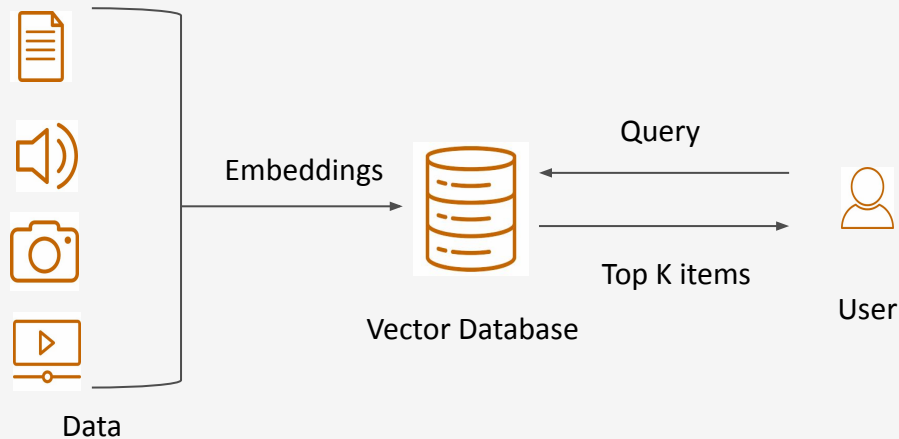 Embeddings
Query
Top K items
Vector Database
User
Data